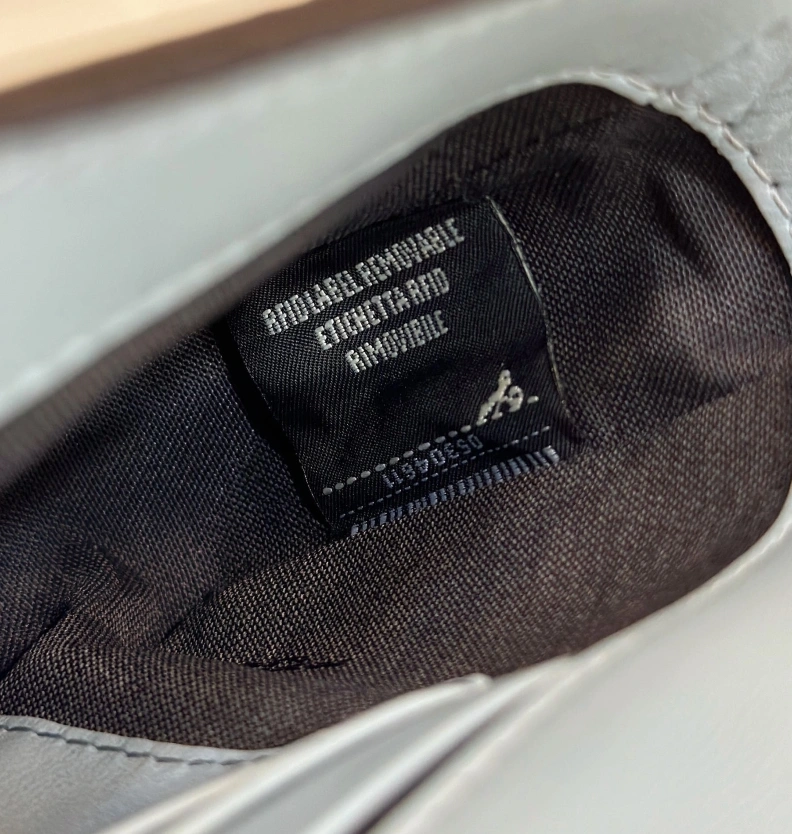 RFID LABEL REMOVABLE
ETICHETTA RFID
RIMOVIBILE